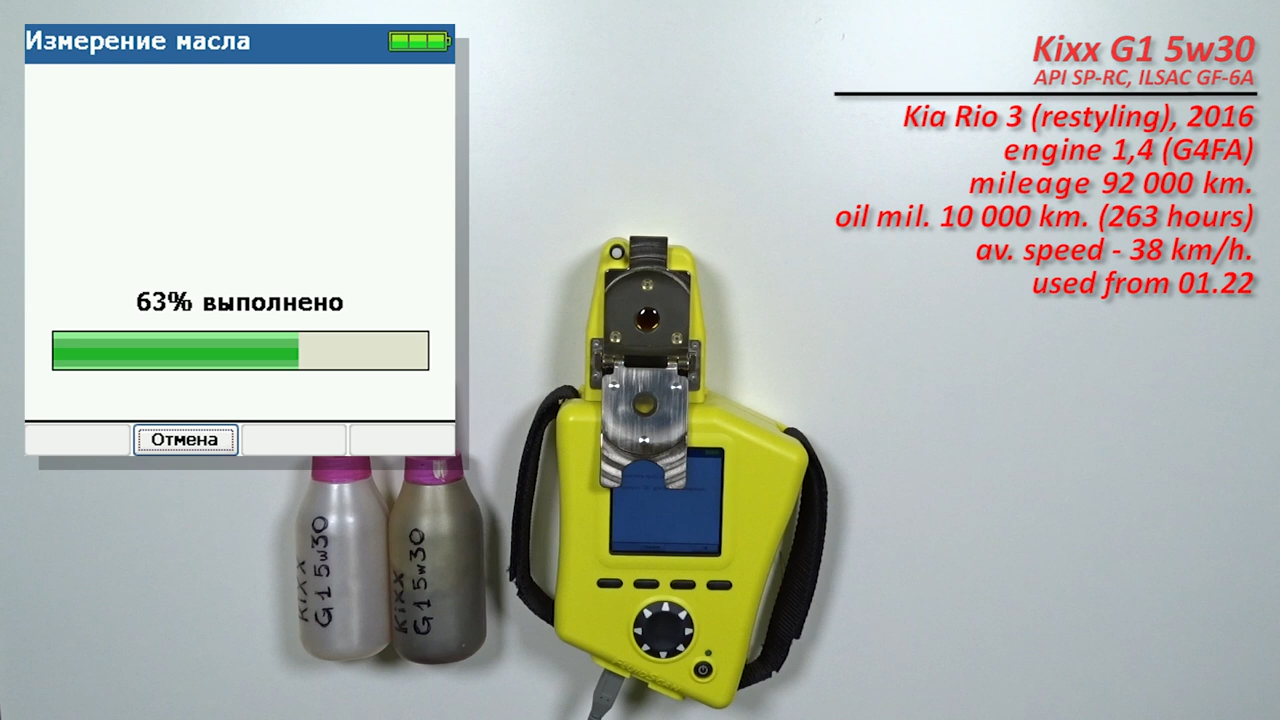 Измерение масла
63% выполнено
Отмена
Kixx G1 5w30
API SP-RC, ILSAC GF-6A
Kia Rio 3 (restyling), 2016
engine 1,4 (G4FA)
mileage 92 000 km.
oil mil. 10 000 km. (263 hours)
av. speed - 38 km/h.
used from 01.22
KIXX
G1 5w30
KIXX
G1 5w30